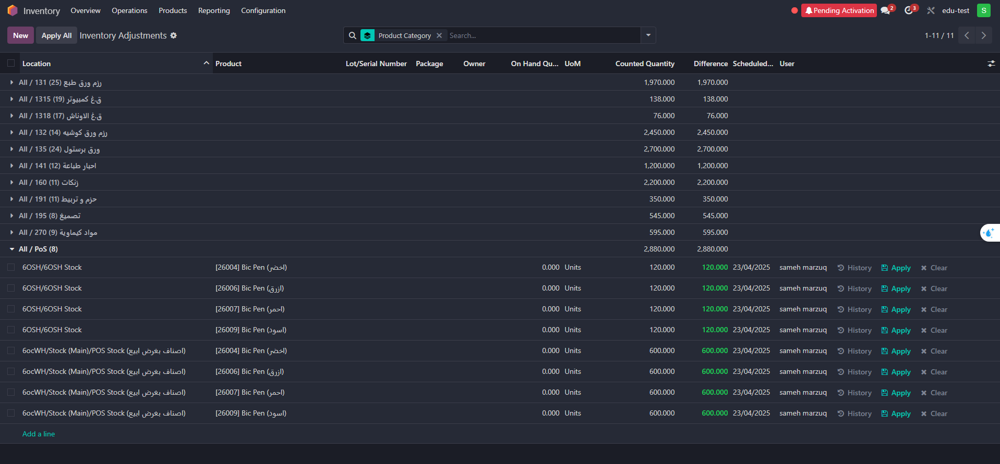 Inventory Overview Operations Products Reporting Configuration Pending Activation 2 3 edu-test S
New Apply All Inventory Adjustments Product Category Search... 1-11 / 11
Location Product Lot/Serial Number Package Owner On Hand Qu... UoM Counted Quantity Difference Scheduled... User
All / 131 رزم ورق طبع (25) 1,970.000 1,970.000
All / 1315 ق.غ كمبيوتر (19) 138.000 138.000
All / 1318 ق.غ الاوناش (17) 76.000 76.000
All / 132 رزم ورق كوشيه (14) 2,450.000 2,450.000
All / 135 ورق برستول (24) 2,700.000 2,700.000
All / 141 احبار طباعة (12) 1,200.000 1,200.000
All / 160 زنكات (11) 2,200.000 2,200.000
All / 191 حزم و تربيط (11) 350.000 350.000
All / 195 تصميغ (8) 545.000 545.000
All / 270 مواد كيماوية (9) 595.000 595.000
All / PoS (8) 2,880.000 2,880.000
6OSH/6OSH Stock [26004] Bic Pen (اخضر) 0.000 Units 120.000 120.000 23/04/2025 sameh marzuq History Apply Clear
6OSH/6OSH Stock [26006] Bic Pen (ازرق) 0.000 Units 120.000 120.000 23/04/2025 sameh marzuq History Apply Clear
6OSH/6OSH Stock [26007] Bic Pen (احمر) 0.000 Units 120.000 120.000 23/04/2025 sameh marzuq History Apply Clear
6OSH/6OSH Stock [26009] Bic Pen (اسود) 0.000 Units 120.000 120.000 23/04/2025 sameh marzuq History Apply Clear
6ocWH/Stock (Main)/POS Stock (اصناف بغرض ابيع) [26004] Bic Pen (اخضر) 0.000 Units 600.000 600.000 23/04/2025 sameh marzuq History Apply Clear
6ocWH/Stock (Main)/POS Stock (اصناف بغرض ابيع) [26006] Bic Pen (ازرق) 0.000 Units 600.000 600.000 23/04/2025 sameh marzuq History Apply Clear
6ocWH/Stock (Main)/POS Stock (اصناف بغرض ابيع) [26007] Bic Pen (احمر) 0.000 Units 600.000 600.000 23/04/2025 sameh marzuq History Apply Clear
6ocWH/Stock (Main)/POS Stock (اصناف بغرض ابيع) [26009] Bic Pen (اسود) 0.000 Units 600.000 600.000 23/04/2025 sameh marzuq History Apply Clear
Add a line